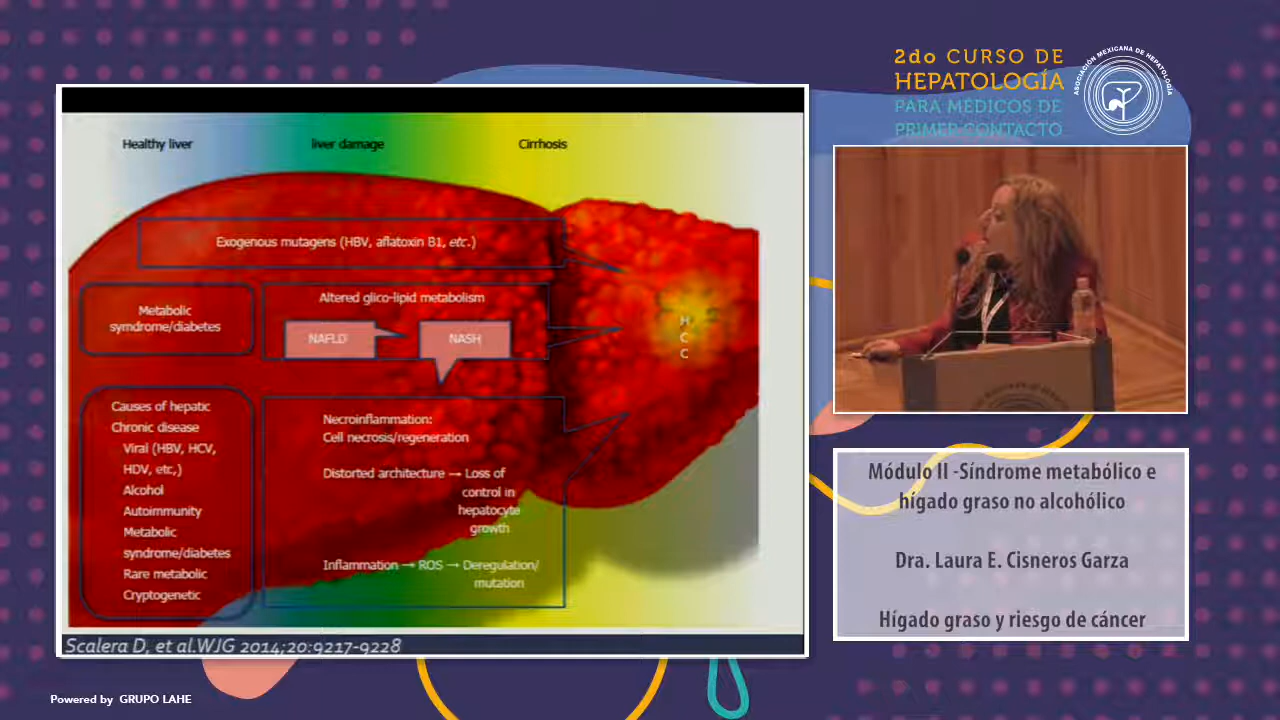 2do CURSO DE
HEPATOLOGÍA
PARA MÉDICOS DE
PRIMER CONTACTO
ASOCIACIÓN MEXICANA DE HEPATOLOGÍA
Healthy liver
liver damage
Cirrhosis
Exogenous mutagens (HBV, aflatoxin B1, etc.)
Metabolic
symdrome/diabetes
Altered glico-lipid metabolism
NAFLD
NASH
H
C
C
Causes of hepatic
Chronic disease
Viral (HBV, HCV,
HDV, etc,)
Alcohol
Autoimmunity
Metabolic
syndrome/diabetes
Rare metabolic
Cryptogenetic
Necroinflammation:
Cell necrosis/regeneration
Distorted architecture → Loss of
control in
hepatocyte
growth
Inflammation → ROS → Deregulation/
mutation
Scalera D, et al.WJG 2014;20:9217-9228
Módulo II -Síndrome metabólico e
hígado graso no alcohólico
Dra. Laura E. Cisneros Garza
Hígado graso y riesgo de cáncer
Powered by GRUPO LAHE